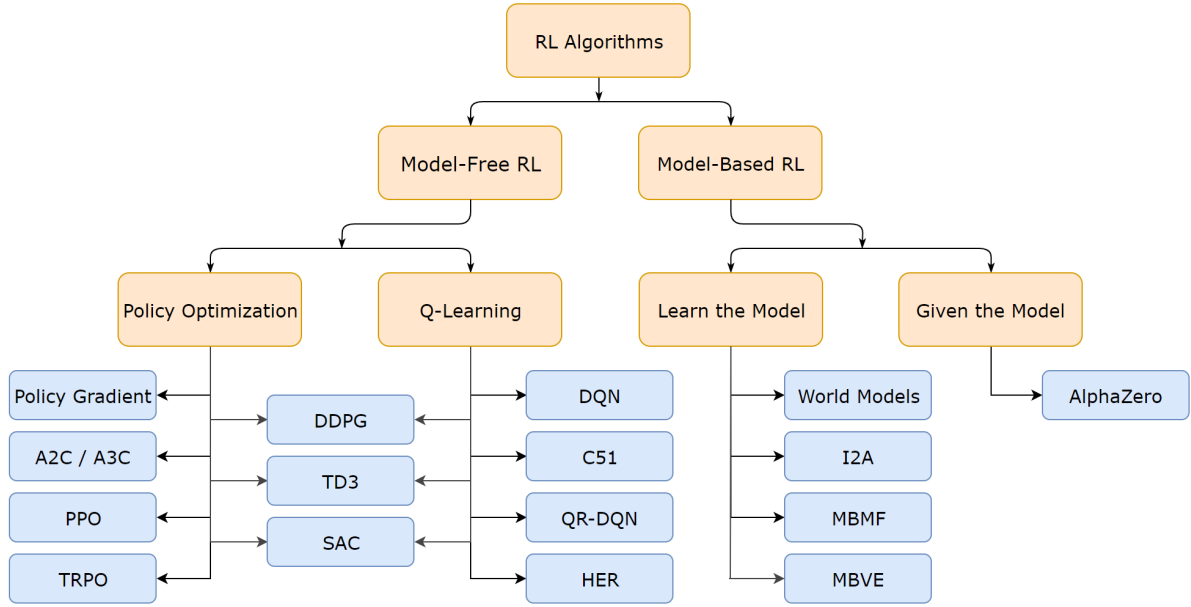 RL Algorithms
Model-Free RL
Model-Based RL
Policy Optimization
Q-Learning
Learn the Model
Given the Model
Policy Gradient
A2C / A3C
PPO
TRPO
DDPG
TD3
SAC
DQN
C51
QR-DQN
HER
World Models
I2A
MBMF
MBVE
AlphaZero